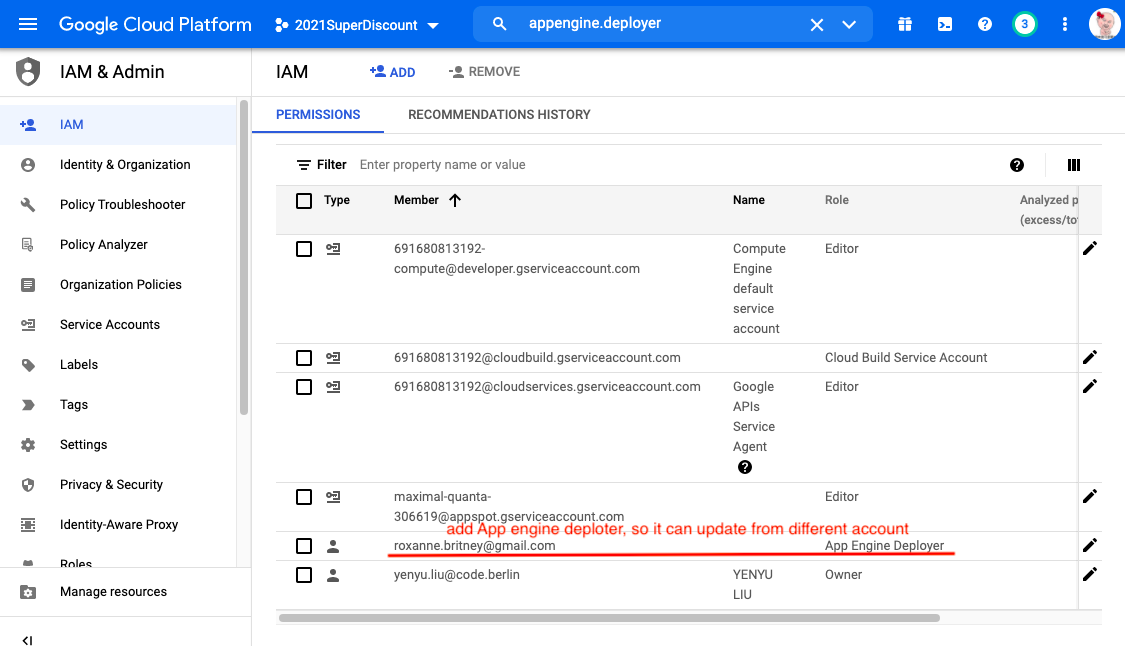 Google Cloud Platform
2021SuperDiscount
appengine.deployer
3
IAM & Admin
IAM
Identity & Organization
Policy Troubleshooter
Policy Analyzer
Organization Policies
Service Accounts
Labels
Tags
Settings
Privacy & Security
Identity-Aware Proxy
Roles
Manage resources
IAM
ADD
REMOVE
PERMISSIONS
RECOMMENDATIONS HISTORY
Filter Enter property name or value
Type Member Name Role Analyzed p
(excess/to
691680813192- Compute Editor
compute@developer.gserviceaccount.com Engine
default
service
account
691680813192@cloudbuild.gserviceaccount.com Cloud Build Service Account
691680813192@cloudservices.gserviceaccount.com Google Editor
APIs
Service
Agent
maximal-quanta- Editor
306619@appspot.gserviceaccount.com
add App engine deploter, so it can update from different account
roxanne.britney@gmail.com App Engine Deployer
yenyu.liu@code.berlin YENYU Owner
LIU